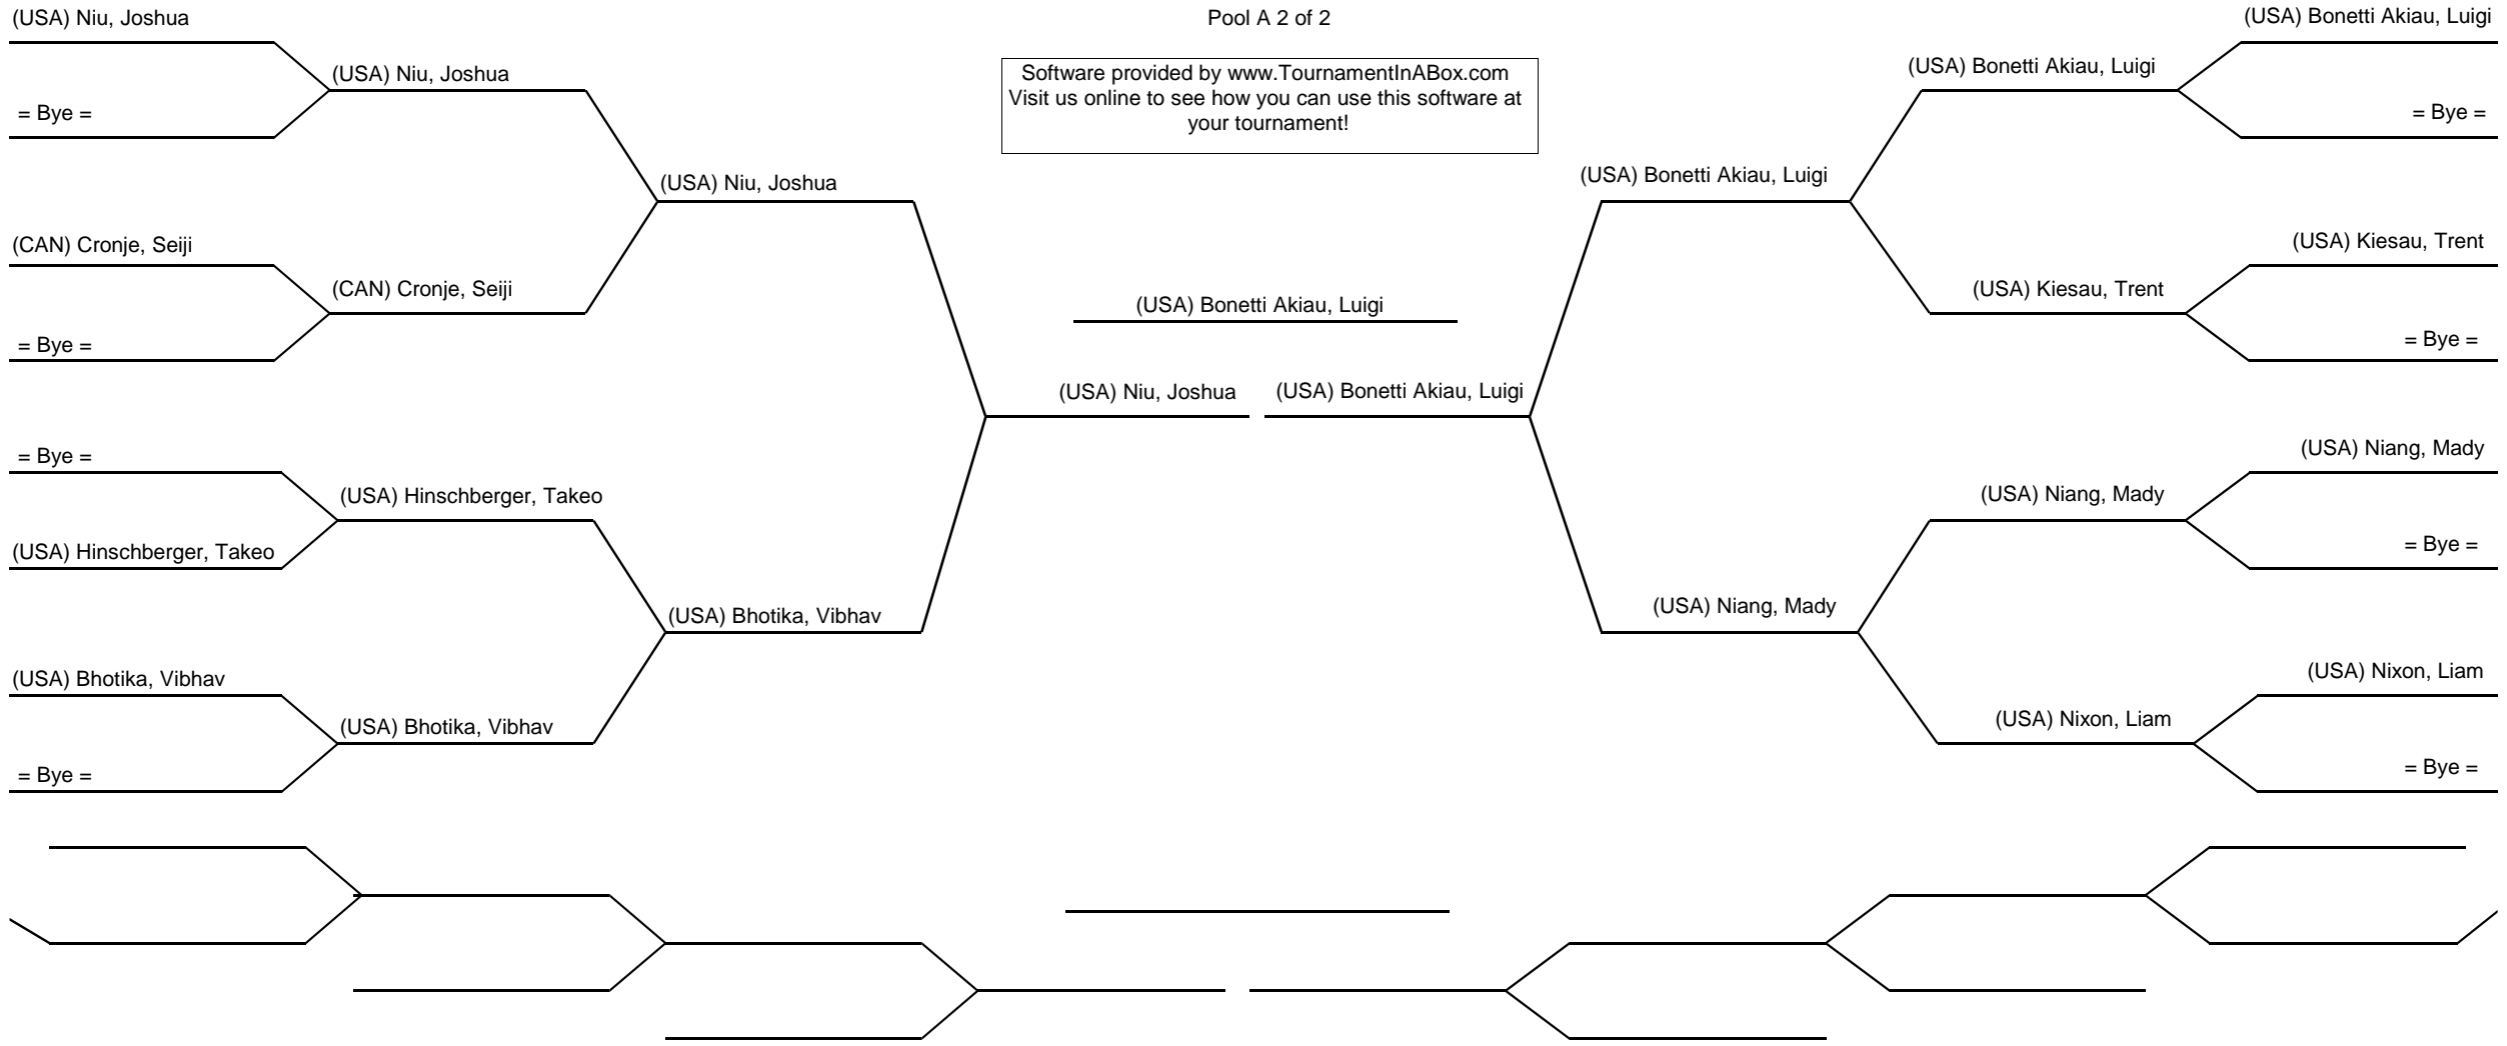 (USA) Niu, Joshua
Pool A 2 of 2
(USA) Bonetti Akiau, Luigi
(USA) Niu, Joshua
Software provided by www.TournamentInABox.com
Visit us online to see how you can use this software at
your tournament!
(USA) Bonetti Akiau, Luigi
= Bye =
= Bye =
(USA) Niu, Joshua
(USA) Bonetti Akiau, Luigi
(CAN) Cronje, Seiji
(USA) Kiesau, Trent
(CAN) Cronje, Seiji
(USA) Bonetti Akiau, Luigi
(USA) Kiesau, Trent
= Bye =
= Bye =
(USA) Niu, Joshua
(USA) Bonetti Akiau, Luigi
= Bye =
(USA) Niang, Mady
(USA) Hinschberger, Takeo
(USA) Niang, Mady
(USA) Hinschberger, Takeo
= Bye =
(USA) Bhotika, Vibhav
(USA) Niang, Mady
(USA) Bhotika, Vibhav
(USA) Nixon, Liam
(USA) Bhotika, Vibhav
(USA) Nixon, Liam
= Bye =
= Bye =